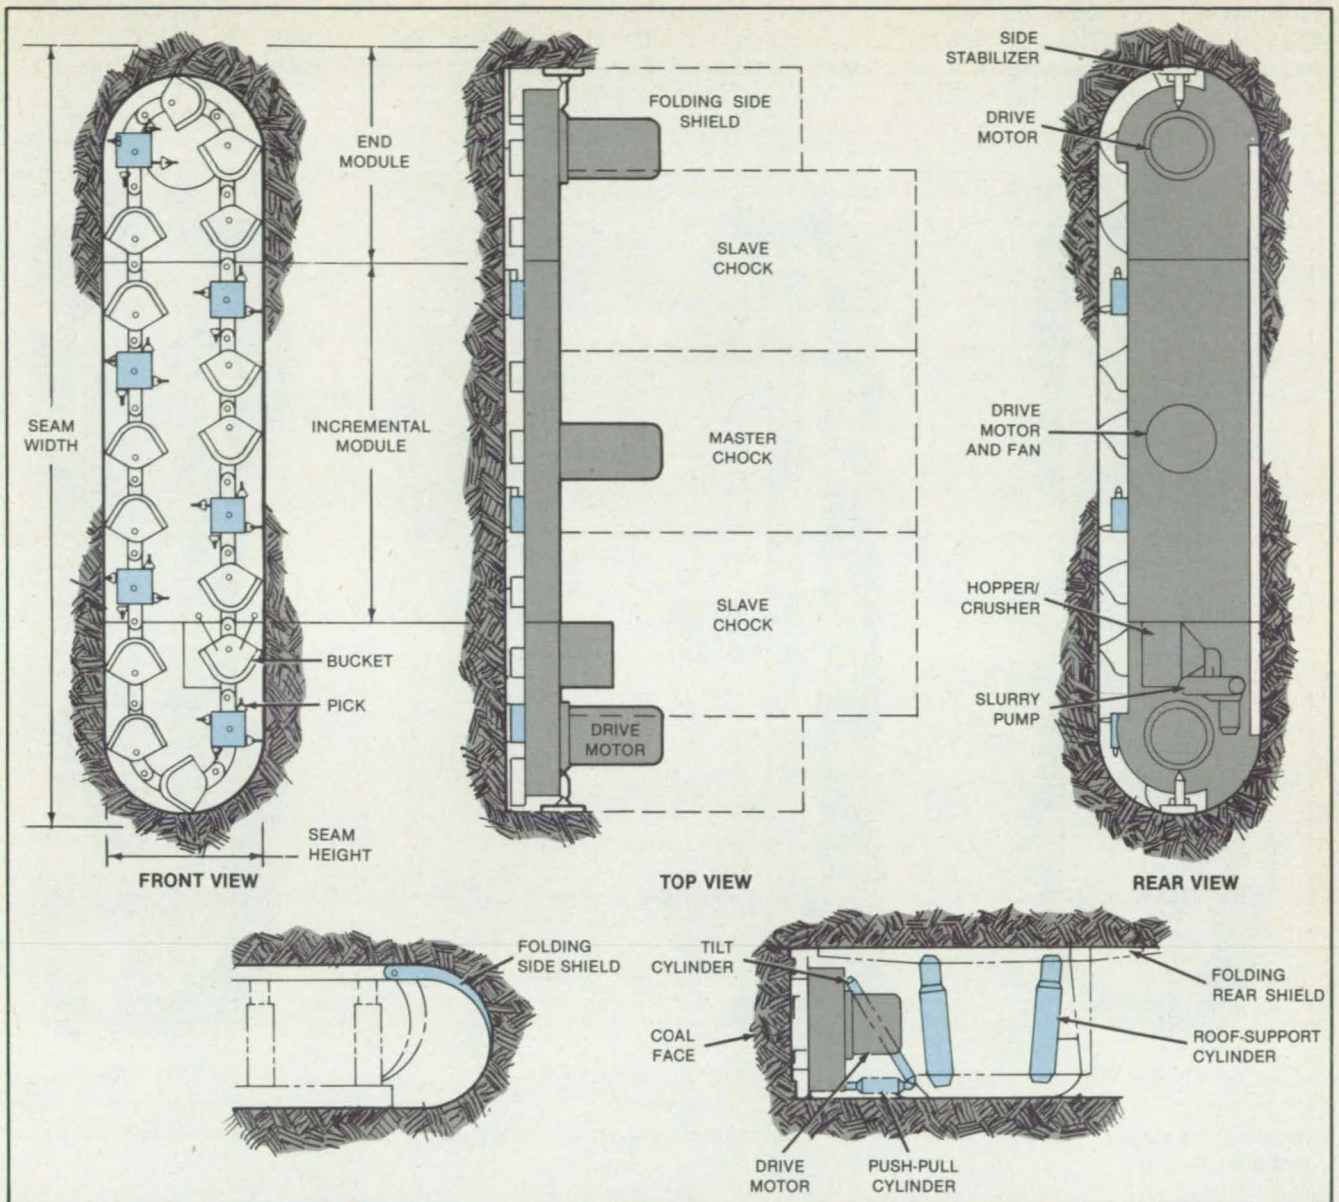 SIDE
STABILIZER
FOLDING SIDE
SHIELD
DRIVE
MOTOR
END
MODULE
SLAVE
CHOCK
SEAM
WIDTH
INCREMENTAL
MODULE
MASTER
CHOCK
DRIVE
MOTOR
AND FAN
SLAVE
CHOCK
HOPPER/
CRUSHER
BUCKET
PICK
SLURRY
PUMP
DRIVE
MOTOR
SEAM
HEIGHT
FRONT VIEW
TOP VIEW
REAR VIEW
FOLDING
SIDE SHIELD
TILT
CYLINDER
FOLDING
REAR SHIELD
COAL
FACE
ROOF-SUPPORT
CYLINDER
DRIVE
MOTOR
PUSH-PULL
CYLINDER